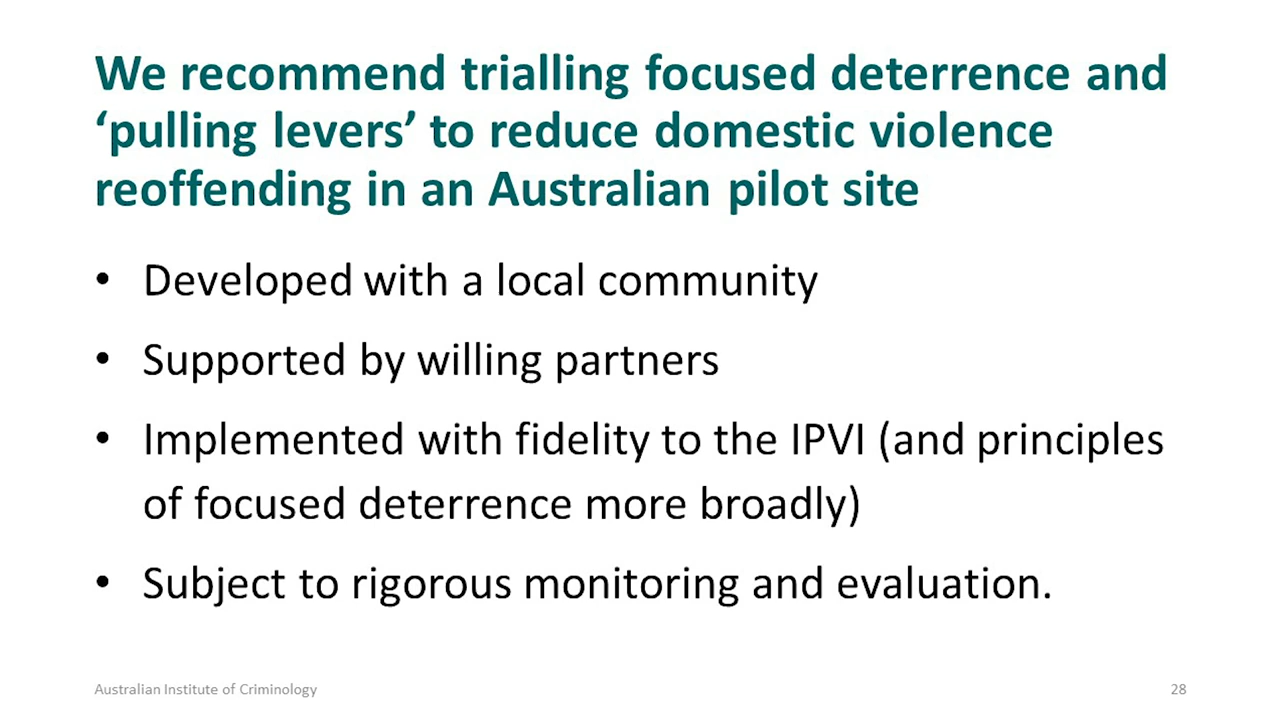 We recommend trialling focused deterrence and
‘pulling levers’ to reduce domestic violence
reoffending in an Australian pilot site
• Developed with a local community
• Supported by willing partners
• Implemented with fidelity to the IPVI (and principles
of focused deterrence more broadly)
• Subject to rigorous monitoring and evaluation.
Australian Institute of Criminology
28